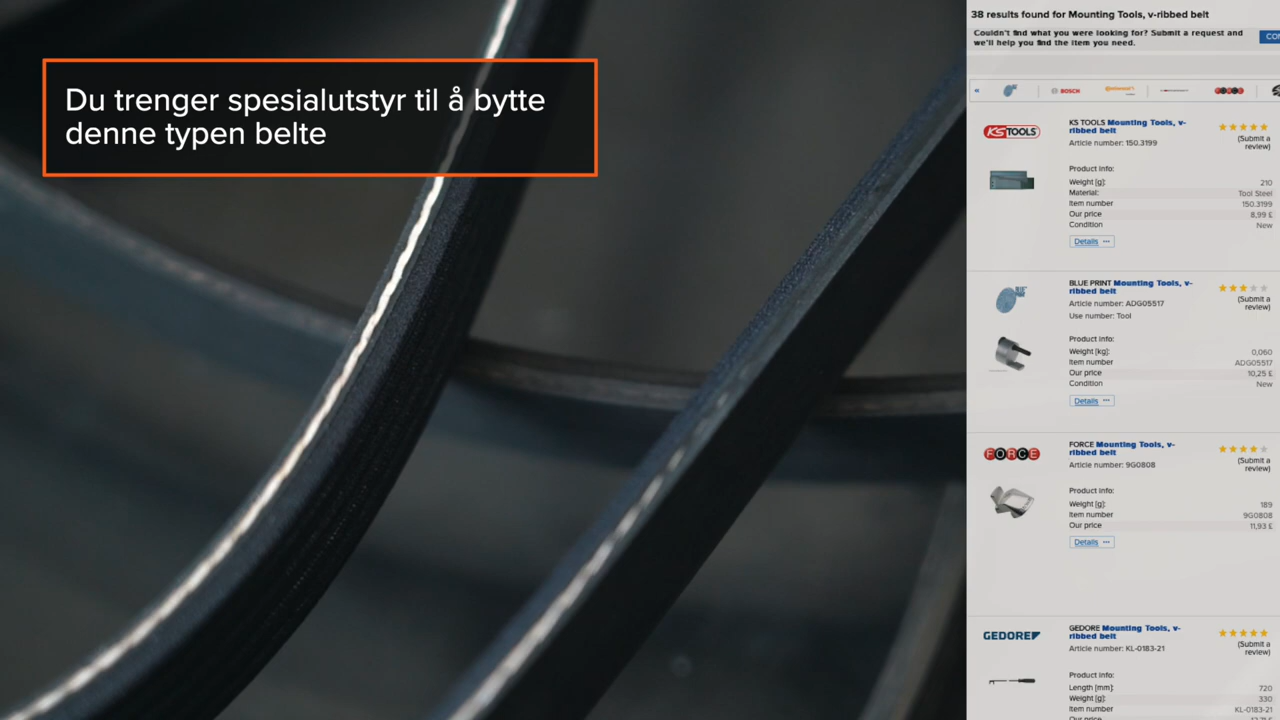 Du trenger spesialutstyr til å bytte
denne typen belte
38 results found for Mounting Tools, v-ribbed belt
Couldn't find what you were looking for? Submit a request and
we'll help you find the item you need.
BOSCH
KS TOOLS
KS TOOLS Mounting Tools, v-
ribbed belt
Article number: 150.3199
(Submit a
review)
Product info:
Weight [g]: 210
Material: Tool Steel
Item number 150.3199
Our price 8,99 £
Condition New
Details
BLUE PRINT Mounting Tools, v-
ribbed belt
Article number: ADG05517
Use number: Tool
(Submit a
review)
Product info:
Weight [kg]: 0,060
Item number ADG05517
Our price 10,25 £
Condition New
Details
FORCE
FORCE Mounting Tools, v-
ribbed belt
Article number: 9G0808
(Submit a
review)
Product info:
Weight [g]: 189
Item number 9G0808
Our price 11,93 £
Details
GEDORE
GEDORE Mounting Tools, v-
ribbed belt
Article number: KL-0183-21
(Submit a
review)
Product info:
Length [mm]: 720
Weight [g]: 330
Item number KL-0183-21
Our price